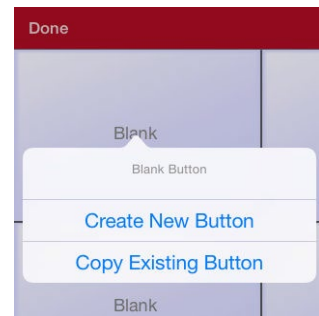 Done
Blank
Blank Button
Create New Button
Copy Existing Button
Blank